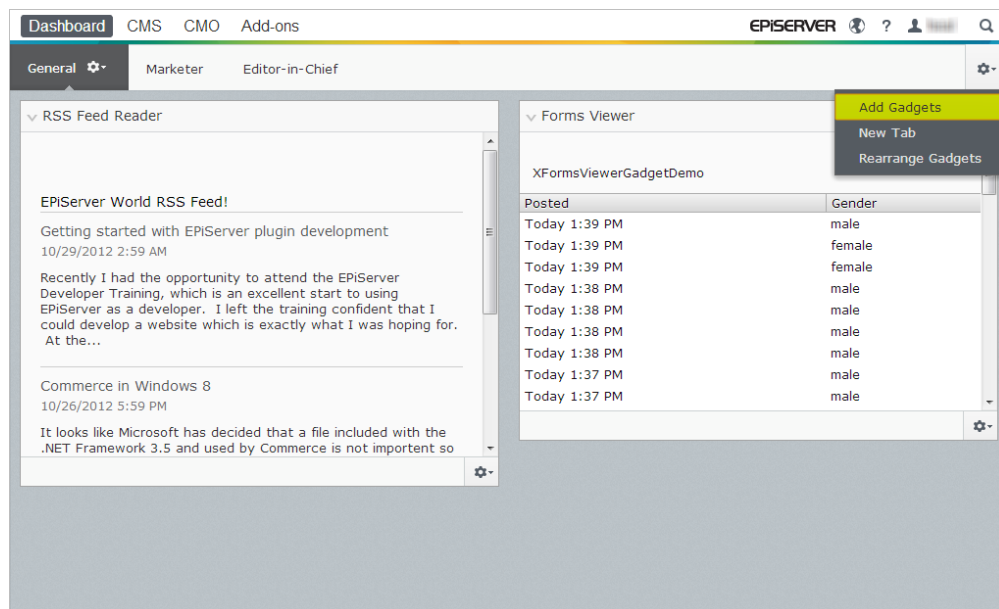 Dashboard CMS CMO Add-ons EPiSERVER ?
General Marketer Editor-in-Chief
Add Gadgets
New Tab
Rearrange Gadgets
RSS Feed Reader
EPiServer World RSS Feed!
Getting started with EPiServer plugin development
10/29/2012 2:59 AM
Recently I had the opportunity to attend the EPiServer
Developer Training, which is an excellent start to using
EPiServer as a developer. I left the training confident that I
could develop a website which is exactly what I was hoping for.
At the...
Commerce in Windows 8
10/26/2012 5:59 PM
It looks like Microsoft has decided that a file included with the
.NET Framework 3.5 and used by Commerce is not importent so
Forms Viewer
XFormsViewerGadgetDemo
Posted Gender
Today 1:39 PM male
Today 1:39 PM female
Today 1:39 PM female
Today 1:38 PM male
Today 1:38 PM male
Today 1:38 PM male
Today 1:38 PM male
Today 1:37 PM male
Today 1:37 PM male